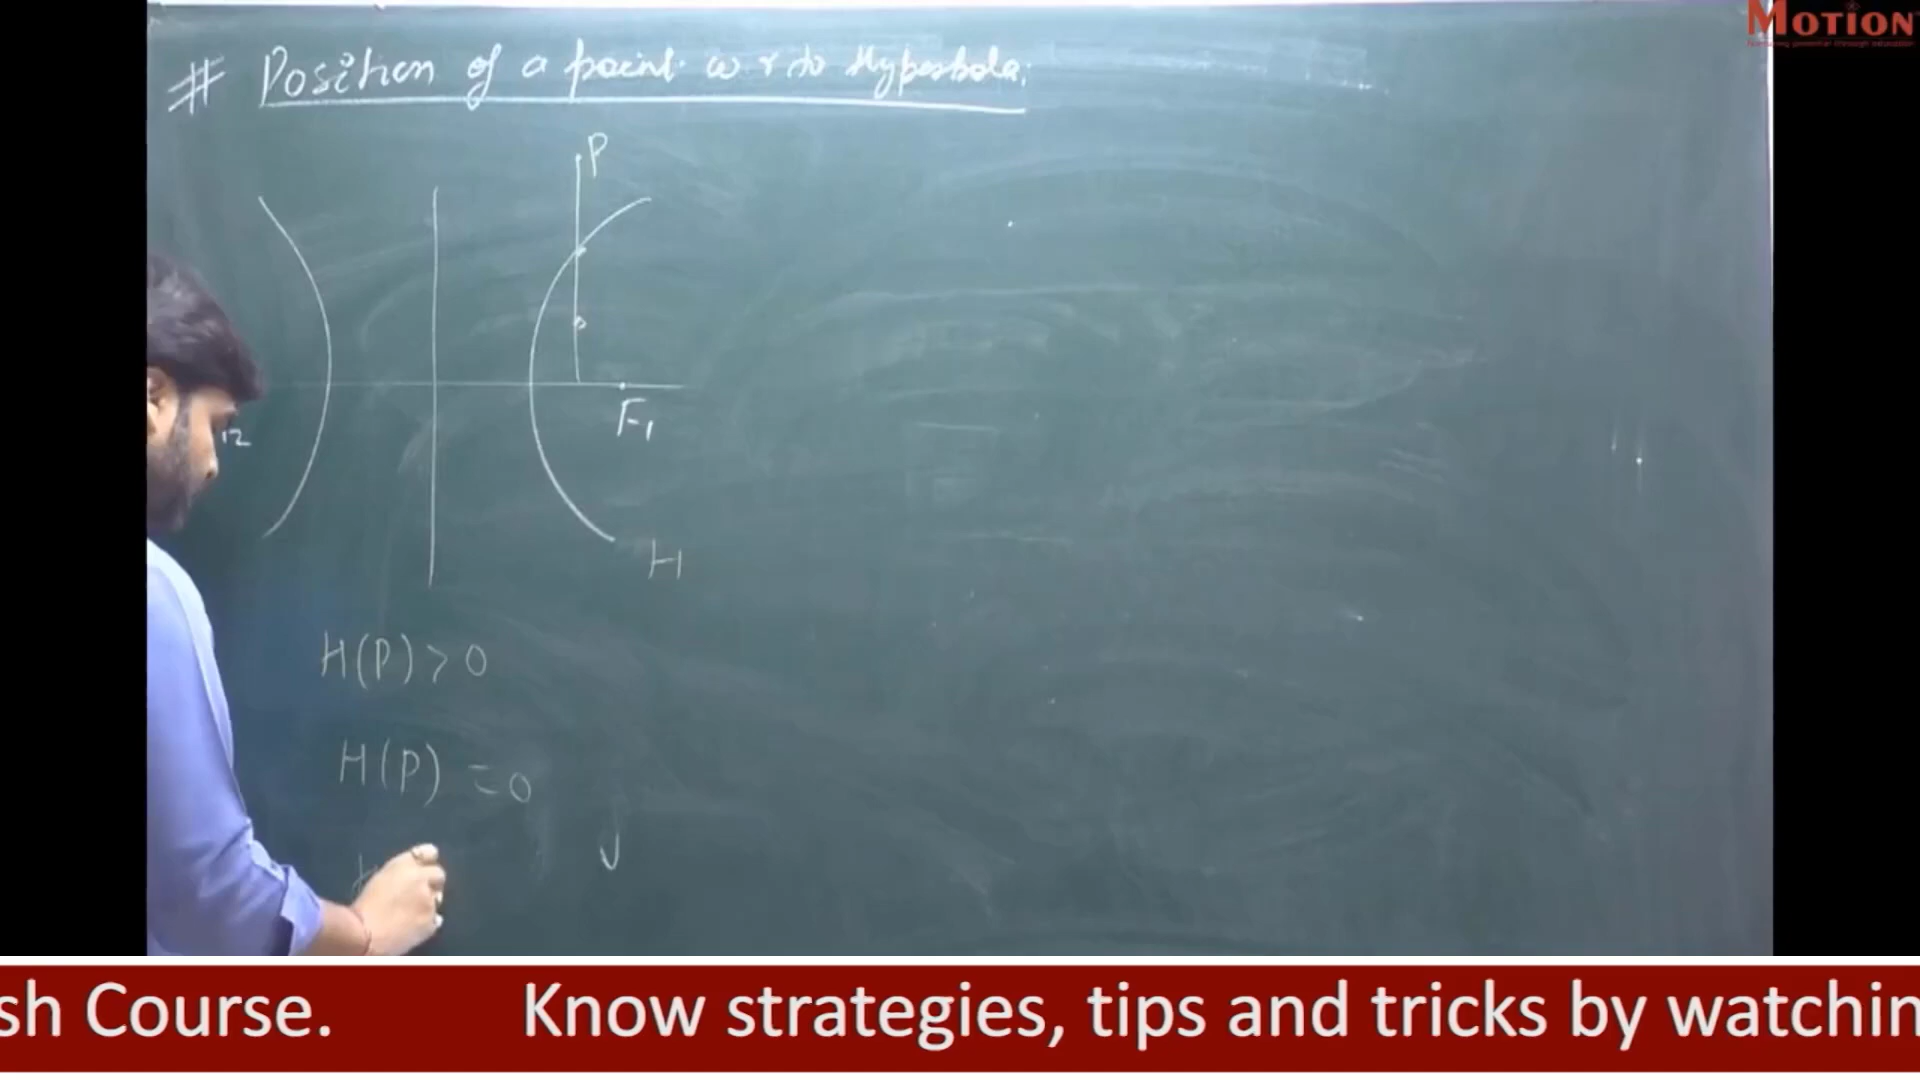 MOTION
# Position of a point w r to Hyperbola:
P
F1
H
H(P) > 0
H(P) = 0
sh Course. Know strategies, tips and tricks by watchin